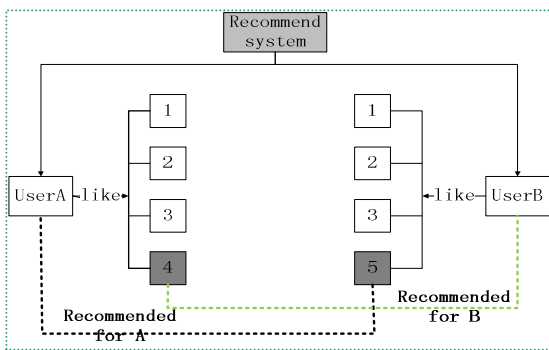 Recommend
system
1
1
2
2
UserA
like
like
UserB
3
3
4
5
Recommended
for A
Recommended
for B